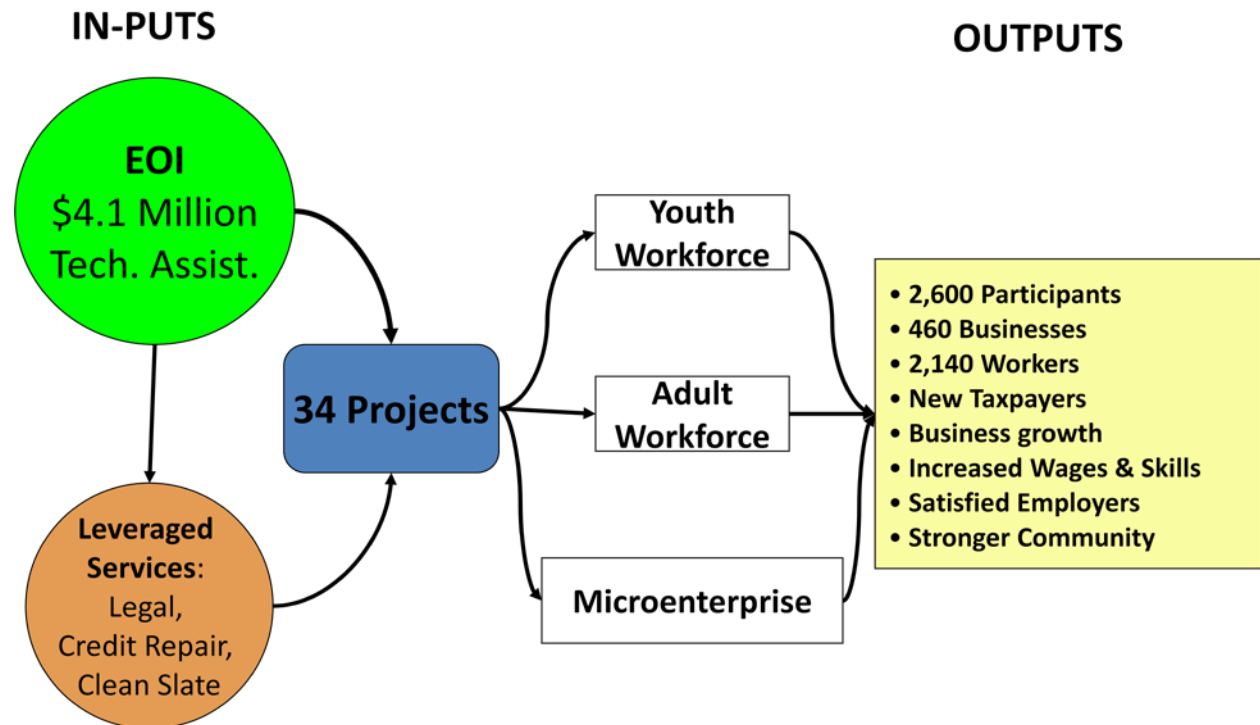 IN-PUTS
OUTPUTS
EOI
$4.1 Million
Tech. Assist.
Leveraged
Services:
Legal,
Credit Repair,
Clean Slate
34 Projects
Youth
Workforce
Adult
Workforce
Microenterprise
• 2,600 Participants
• 460 Businesses
• 2,140 Workers
• New Taxpayers
• Business growth
• Increased Wages & Skills
• Satisfied Employers
• Stronger Community